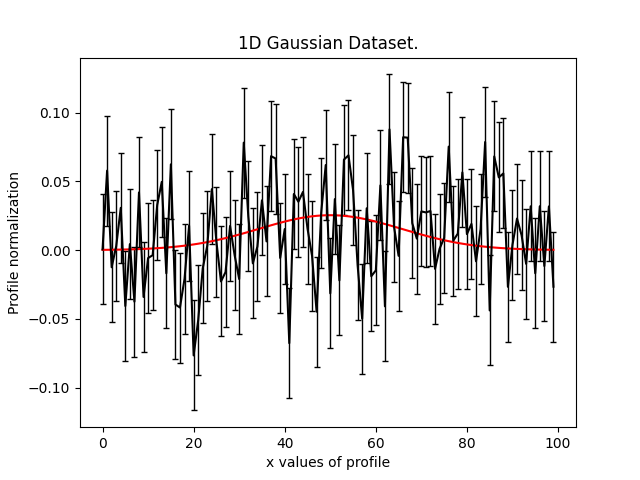 1D Gaussian Dataset.
Profile normalization
0.10
0.05
0.00
−0.05
−0.10
0 20 40 60 80 100
x values of profile